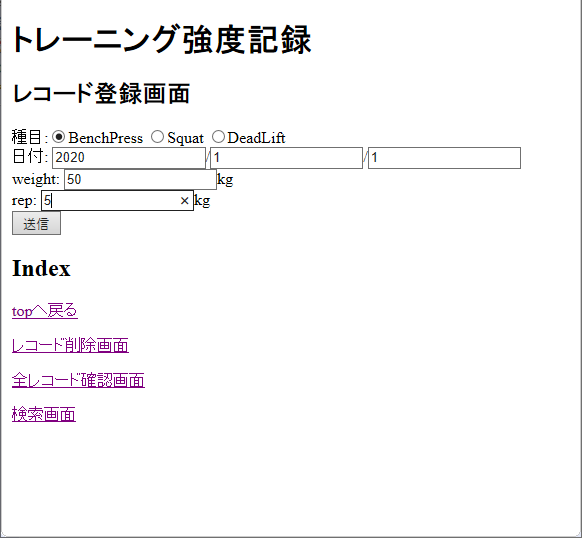 トレーニング強度記録
レコード登録画面
種目: BenchPress Squat DeadLift
日付: 2020/1/1
weight: 50kg
rep: 5 ×kg
送信
Index
topへ戻る
レコード削除画面
全レコード確認画面
検索画面